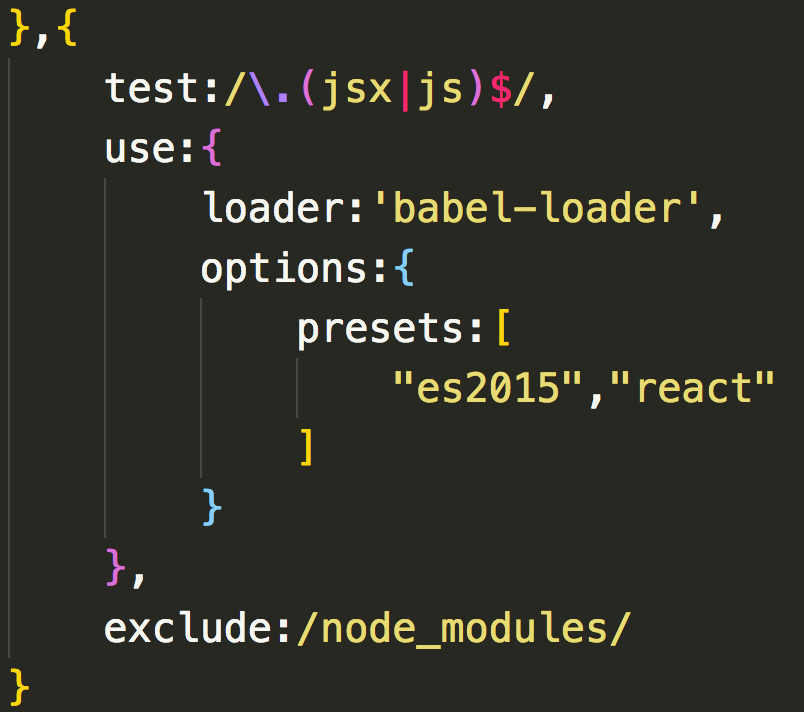 },{
test:/\.(jsx|js)$/,
use:{
loader:'babel-loader',
options:{
presets:[
"es2015","react"
]
}
},
exclude:/node_modules/
}